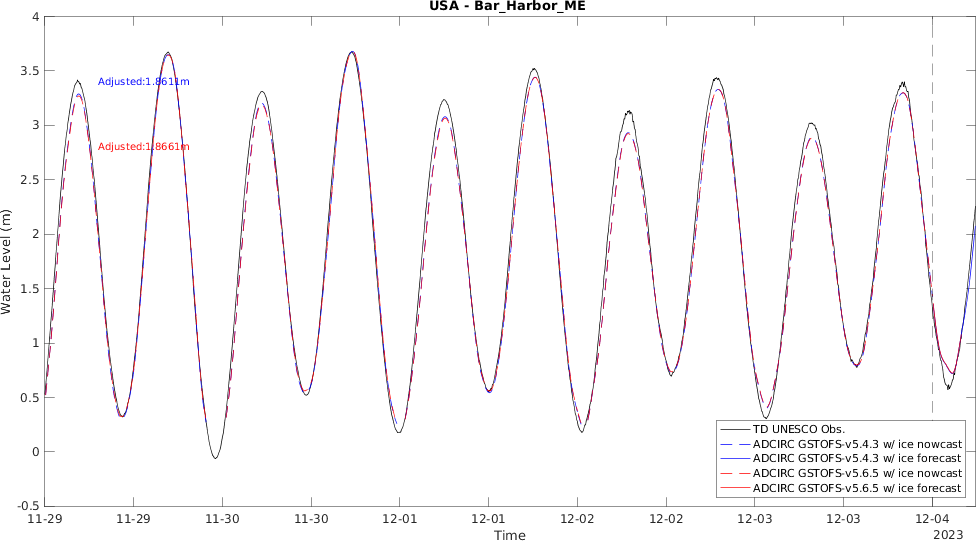 USA - Bar_Harbor_ME
4
3.5
3
2.5
2
1.5
1
0.5
0
-0.5
Water Level (m)
Adjusted:1.8611m
Adjusted:1.8661m
TD UNESCO Obs.
ADCIRC GSTOFS-v5.4.3 w/ ice nowcast
ADCIRC GSTOFS-v5.4.3 w/ ice forecast
ADCIRC GSTOFS-v5.6.5 w/ ice nowcast
ADCIRC GSTOFS-v5.6.5 w/ ice forecast
11-29 11-29 11-30 11-30 12-01 12-01 12-02 12-02 12-03 12-03 12-04
Time 2023